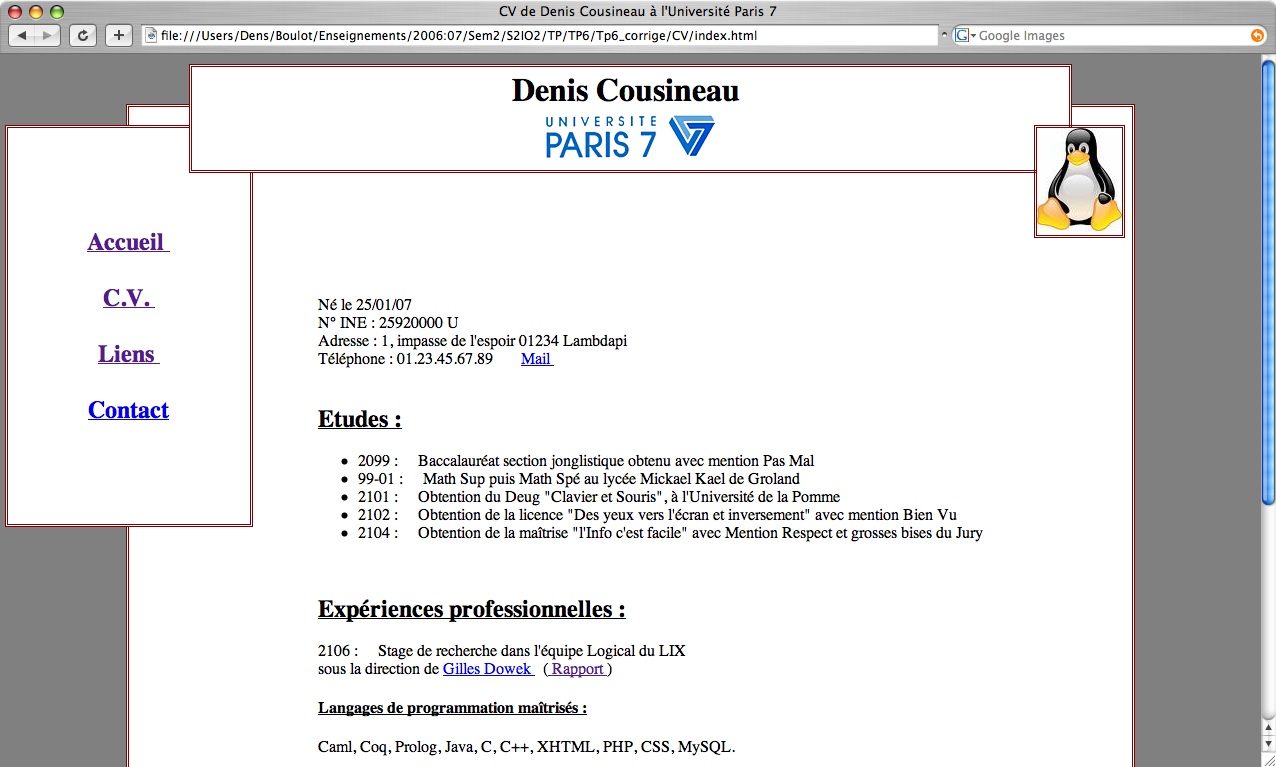 CV de Denis Cousineau à l'Université Paris 7
file:///Users/Dens/Boulot/Enseignements/2006:07/Sem2/S2IO2/TP/TP6/Tp6_corrige/CV/index.html
Google Images
Denis Cousineau
UNIVERSITE
PARIS 7
Accueil
C.V.
Liens
Contact
Né le 25/01/07
N° INE : 25920000 U
Adresse : 1, impasse de l'espoir 01234 Lambdapi
Téléphone : 01.23.45.67.89 Mail
Etudes :
2099 : Baccalauréat section jonglistique obtenu avec mention Pas Mal
99-01 : Math Sup puis Math Spé au lycée Mickael Kael de Groland
2101 : Obtention du Deug "Clavier et Souris", à l'Université de la Pomme
2102 : Obtention de la licence "Des yeux vers l'écran et inversement" avec mention Bien Vu
2104 : Obtention de la maîtrise "l'Info c'est facile" avec Mention Respect et grosses bises du Jury
Expériences professionnelles :
2106 : Stage de recherche dans l'équipe Logical du LIX
sous la direction de Gilles Dowek ( Rapport )
Langages de programmation maîtrisés :
Caml, Coq, Prolog, Java, C, C++, XHTML, PHP, CSS, MySQL.